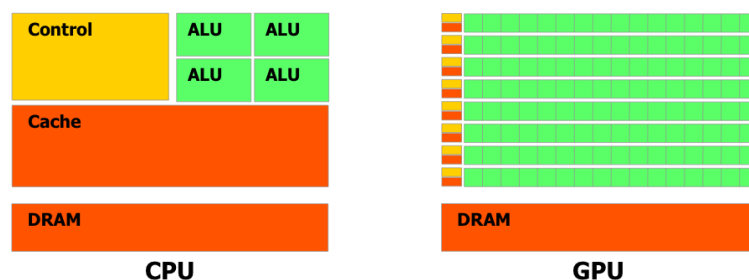 Control
ALU ALU
ALU ALU
Cache
DRAM
CPU
DRAM
GPU